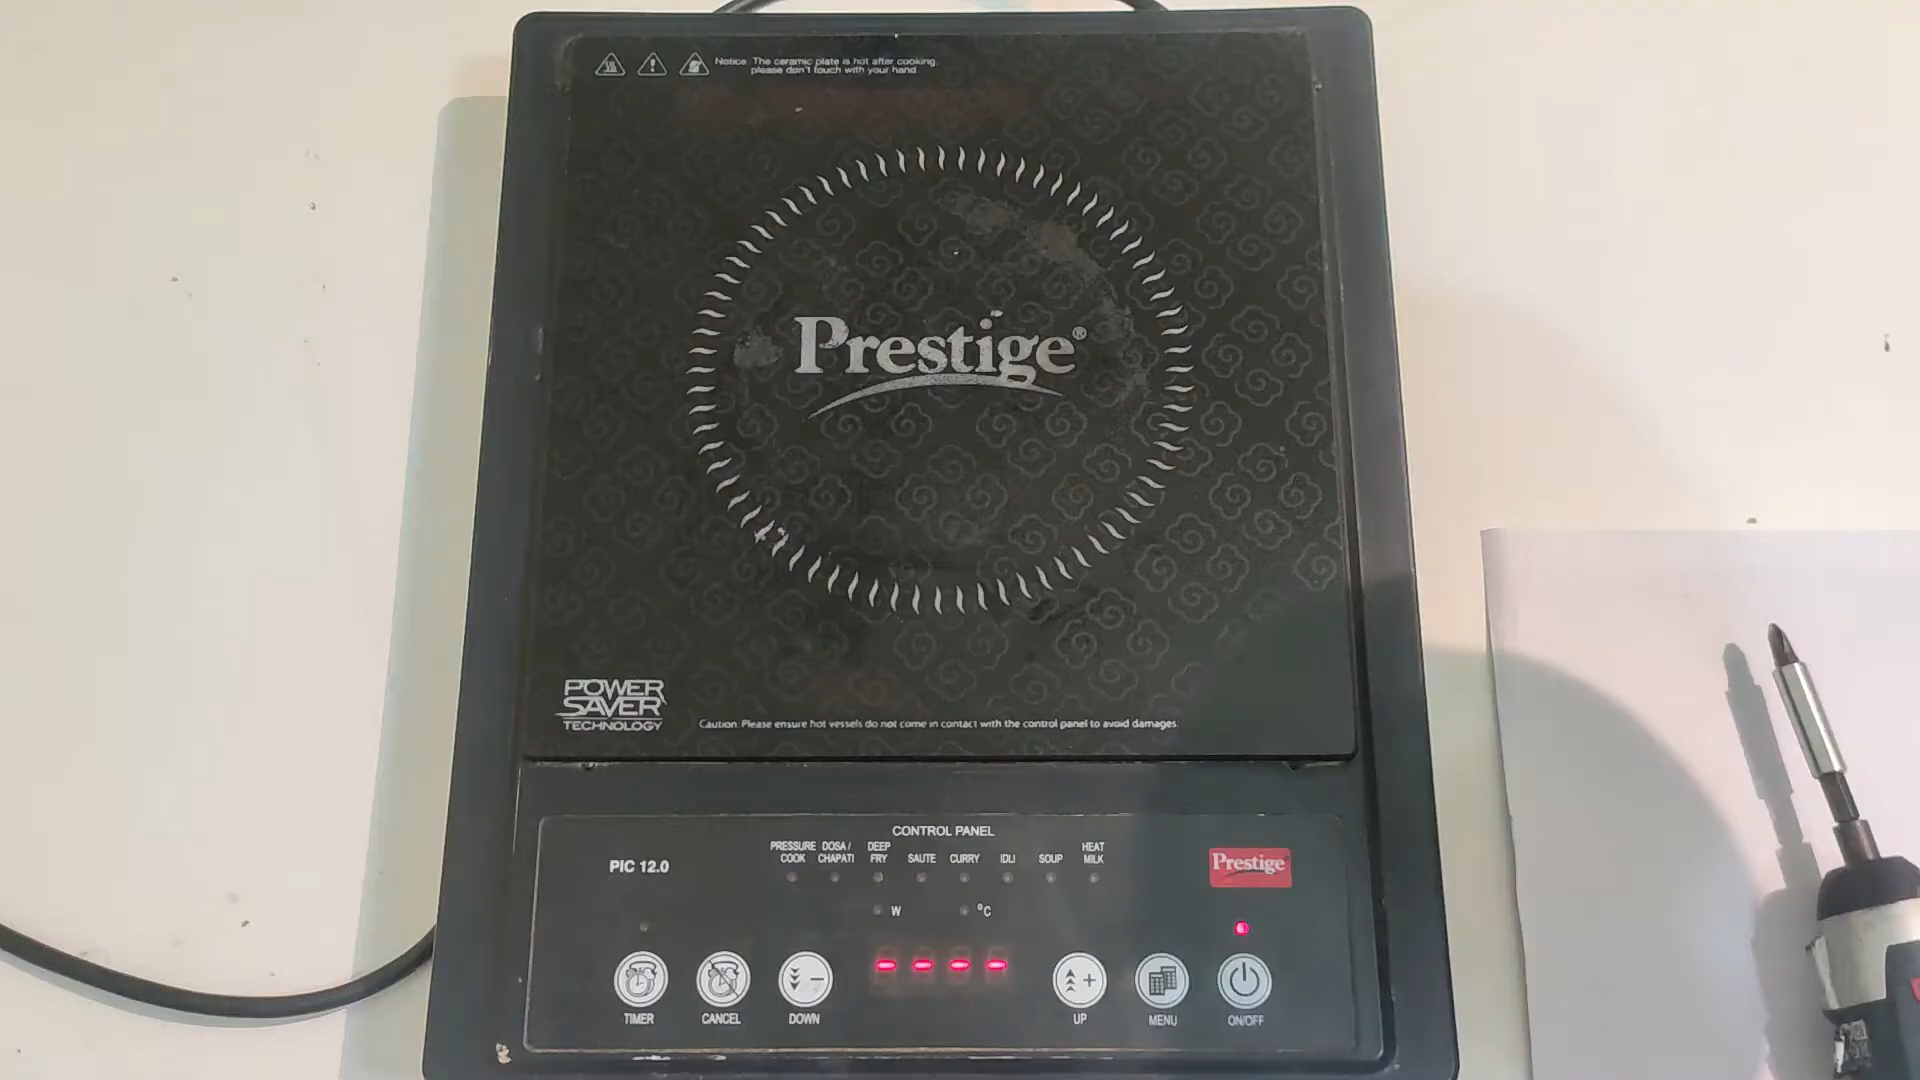 Notice: The ceramic plate is hot after cooking,
please don't touch with your hand
Prestige®
POWER
SAVER
TECHNOLOGY
Caution: Please ensure hot vessels do not come in contact with the control panel to avoid damages.
CONTROL PANEL
PIC 12.0
PRESSURE COOK
DOSA / CHAPATI
DEEP FRY
SAUTE
CURRY
IDLI
SOUP
HEAT MILK
Prestige
W
°C
- - - -
TIMER
CANCEL
DOWN
UP
MENU
ON/OFF